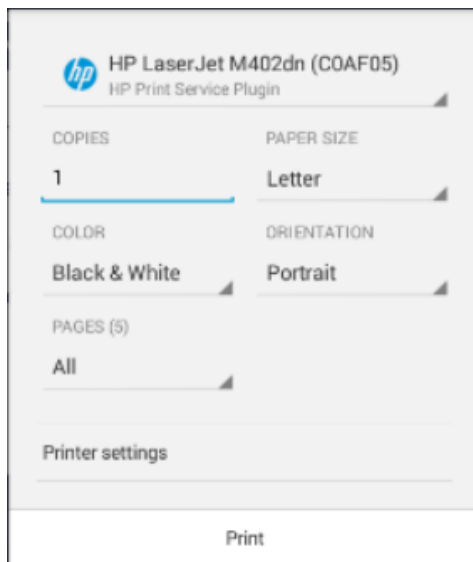 hp
HP LaserJet M402dn (C0AF05)
HP Print Service Plugin
COPIES
PAPER SIZE
1
Letter
COLOR
ORIENTATION
Black & White
Portrait
PAGES (5)
All
Printer settings
Print